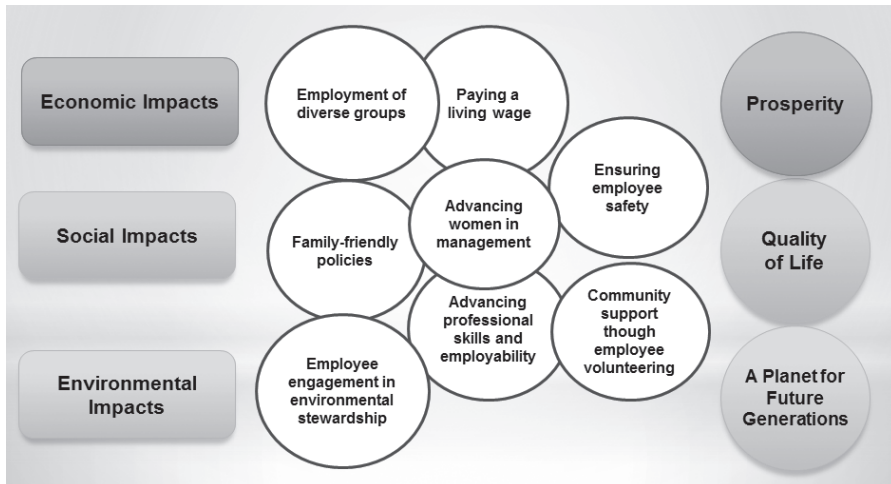 Economic Impacts
Social Impacts
Environmental
Impacts
Employment of
diverse groups
Paying a
living wage
Ensuring
employee
safety
Advancing
women in
management
Family-friendly
policies
Advancing
professional
skills and
employability
Community
support
though
employee
volunteering
Employee
engagement in
environmental
stewardship
Prosperity
Quality
of Life
A Planet for
Future
Generations